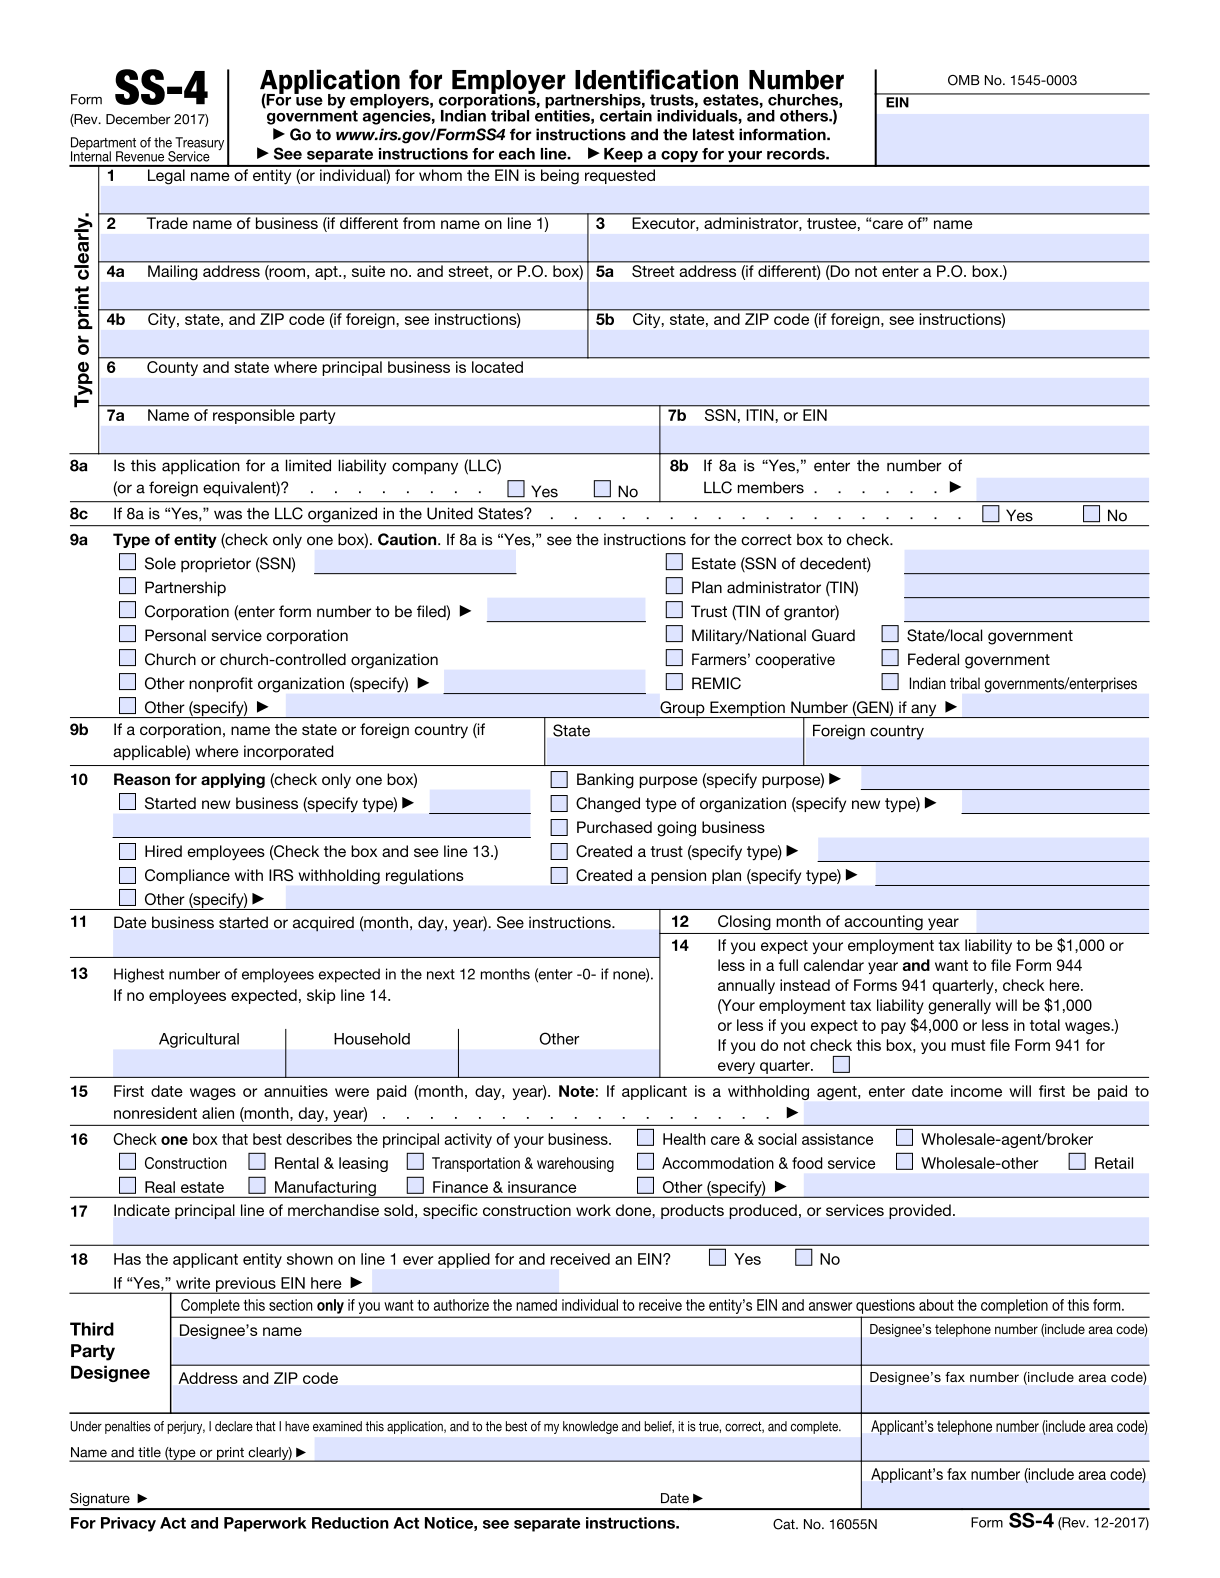 Form SS-4
(Rev. December 2017)
Department of the Treasury
Internal Revenue Service
Application for Employer Identification Number
(For use by employers, corporations, partnerships, trusts, estates, churches,
government agencies, Indian tribal entities, certain individuals, and others.)
▶ Go to www.irs.gov/FormSS4 for instructions and the latest information.
▶ See separate instructions for each line. ▶ Keep a copy for your records.
OMB No. 1545-0003
EIN
Type or print clearly.
1 Legal name of entity (or individual) for whom the EIN is being requested
2 Trade name of business (if different from name on line 1)
3 Executor, administrator, trustee, “care of” name
4a Mailing address (room, apt., suite no. and street, or P.O. box)
5a Street address (if different) (Do not enter a P.O. box.)
4b City, state, and ZIP code (if foreign, see instructions)
5b City, state, and ZIP code (if foreign, see instructions)
6 County and state where principal business is located
7a Name of responsible party
7b SSN, ITIN, or EIN
8a Is this application for a limited liability company (LLC)
(or a foreign equivalent)? . . . . . . . . Yes No
8b If 8a is “Yes,” enter the number of
LLC members . . . . . . ▶
8c If 8a is “Yes,” was the LLC organized in the United States? . . . . . . . . . . . . . . . . . . Yes No
9a Type of entity (check only one box). Caution. If 8a is “Yes,” see the instructions for the correct box to check.
Sole proprietor (SSN)
Partnership
Corporation (enter form number to be filed) ▶
Personal service corporation
Church or church-controlled organization
Other nonprofit organization (specify) ▶
Other (specify) ▶
Estate (SSN of decedent)
Plan administrator (TIN)
Trust (TIN of grantor)
Military/National Guard State/local government
Farmers’ cooperative Federal government
REMIC Indian tribal governments/enterprises
Group Exemption Number (GEN) if any ▶
9b If a corporation, name the state or foreign country (if
applicable) where incorporated
State
Foreign country
10 Reason for applying (check only one box)
Started new business (specify type) ▶
Hired employees (Check the box and see line 13.)
Compliance with IRS withholding regulations
Other (specify) ▶
Banking purpose (specify purpose) ▶
Changed type of organization (specify new type) ▶
Purchased going business
Created a trust (specify type) ▶
Created a pension plan (specify type) ▶
11 Date business started or acquired (month, day, year). See instructions.
12 Closing month of accounting year
13 Highest number of employees expected in the next 12 months (enter -0- if none).
If no employees expected, skip line 14.
Agricultural Household Other
14 If you expect your employment tax liability to be $1,000 or
less in a full calendar year and want to file Form 944
annually instead of Forms 941 quarterly, check here.
(Your employment tax liability generally will be $1,000
or less if you expect to pay $4,000 or less in total wages.)
If you do not check this box, you must file Form 941 for
every quarter.
15 First date wages or annuities were paid (month, day, year). Note: If applicant is a withholding agent, enter date income will first be paid to
nonresident alien (month, day, year) . . . . . . . . . . . . . . . . . ▶
16 Check one box that best describes the principal activity of your business. Health care & social assistance Wholesale-agent/broker
Construction Rental & leasing Transportation & warehousing Accommodation & food service Wholesale-other Retail
Real estate Manufacturing Finance & insurance Other (specify) ▶
17 Indicate principal line of merchandise sold, specific construction work done, products produced, or services provided.
18 Has the applicant entity shown on line 1 ever applied for and received an EIN? Yes No
If “Yes,” write previous EIN here ▶
Third
Party
Designee
Complete this section only if you want to authorize the named individual to receive the entity’s EIN and answer questions about the completion of this form.
Designee’s name
Designee’s telephone number (include area code)
Address and ZIP code
Designee’s fax number (include area code)
Under penalties of perjury, I declare that I have examined this application, and to the best of my knowledge and belief, it is true, correct, and complete.
Applicant’s telephone number (include area code)
Name and title (type or print clearly) ▶
Applicant’s fax number (include area code)
Signature ▶ Date ▶
For Privacy Act and Paperwork Reduction Act Notice, see separate instructions. Cat. No. 16055N Form SS-4 (Rev. 12-2017)